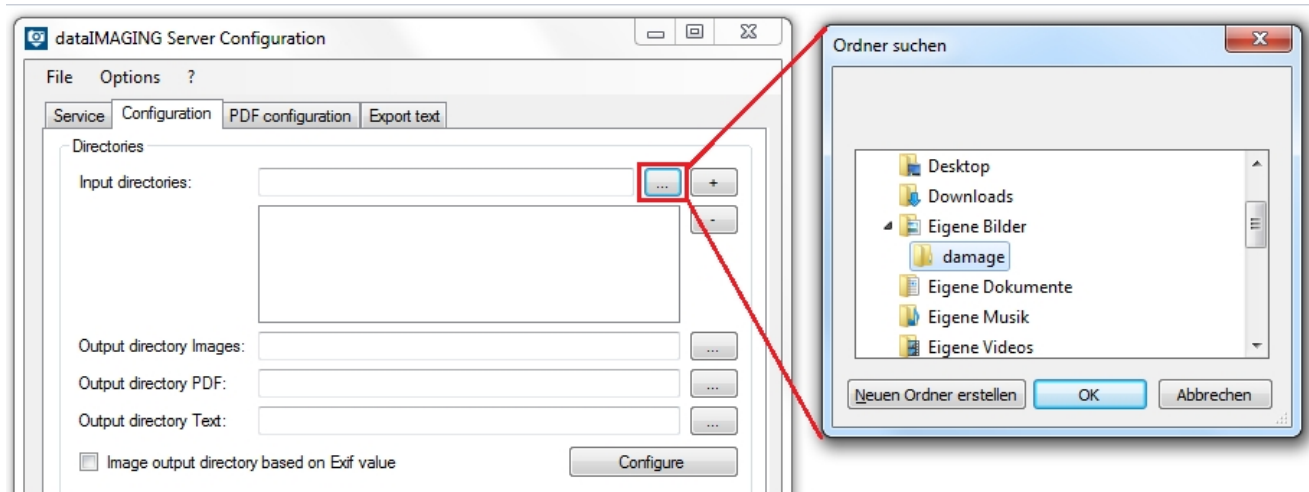 dataIMAGING Server Configuration
File Options ?
Service Configuration PDF configuration Export text
Directories
Input directories: ... +
-
Output directory Images: ...
Output directory PDF: ...
Output directory Text: ...
Image output directory based on Exif value Configure
Ordner suchen
Desktop
Downloads
Eigene Bilder
damage
Eigene Dokumente
Eigene Musik
Eigene Videos
Neuen Ordner erstellen OK Abbrechen